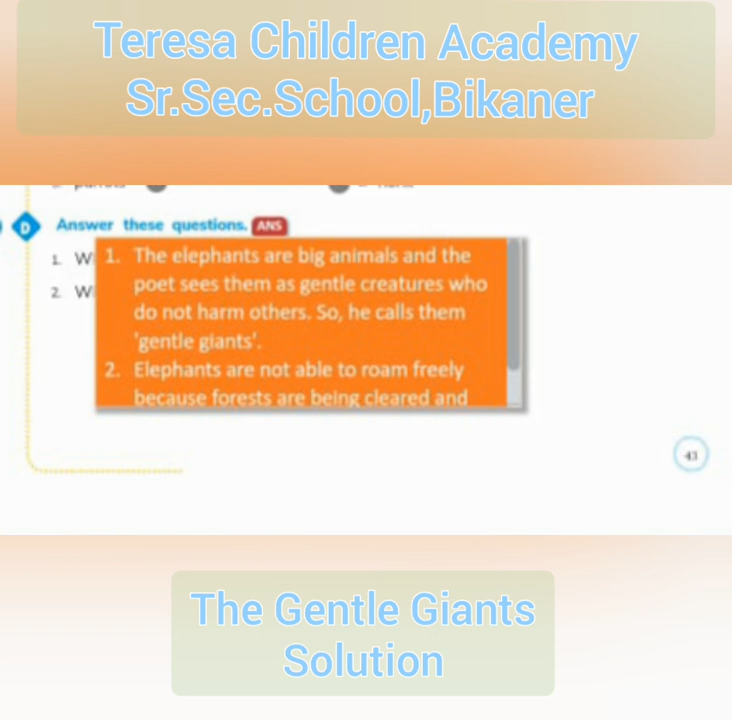 Teresa Children Academy
Sr.Sec.School,Bikaner
D Answer these questions. ANS
1. W
2. W
1. The elephants are big animals and the
poet sees them as gentle creatures who
do not harm others. So, he calls them
'gentle giants'.
2. Elephants are not able to roam freely
because forests are being cleared and
43
The Gentle Giants
Solution